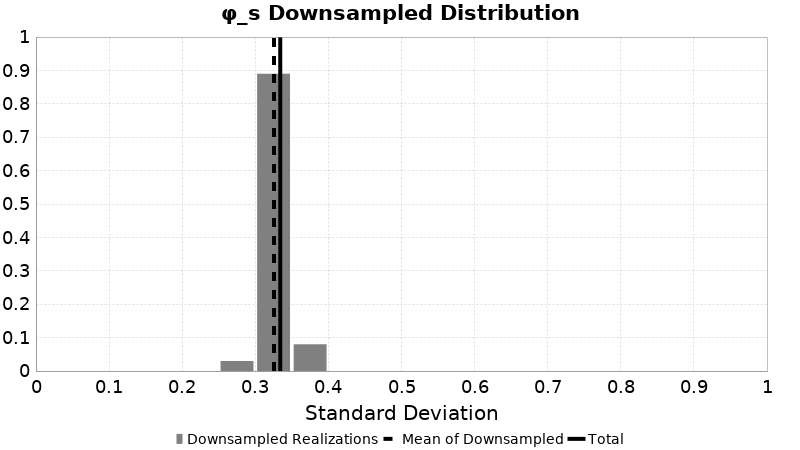 φ_s Downsampled Distribution
1
0.9
0.8
0.7
0.6
0.5
0.4
0.3
0.2
0.1
0
0 0.1 0.2 0.3 0.4 0.5 0.6 0.7 0.8 0.9 1
Standard Deviation
Downsampled Realizations Mean of Downsampled Total